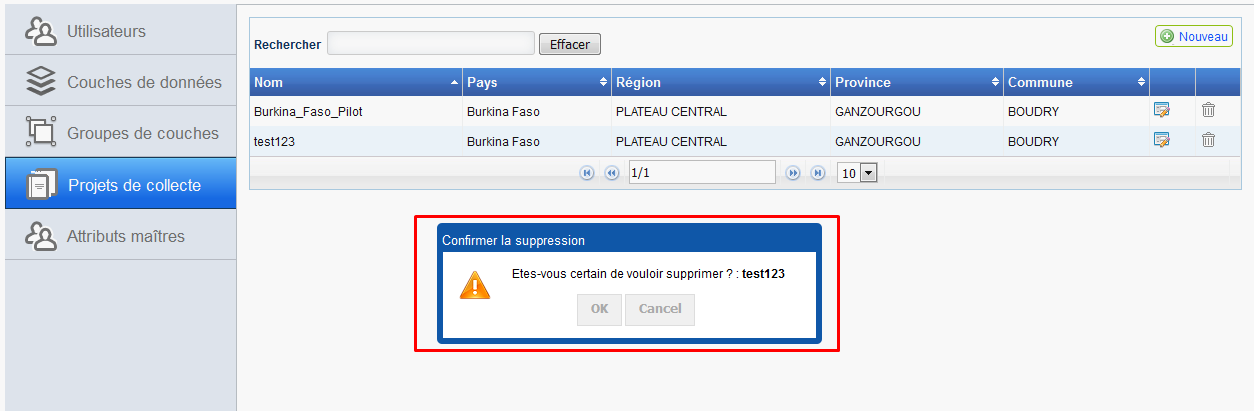 Utilisateurs
Couches de données
Groupes de couches
Projets de collecte
Attributs maîtres
Rechercher Effacer Nouveau
Nom Pays Région Province Commune
Burkina_Faso_Pilot Burkina Faso PLATEAU CENTRAL GANZOURGOU BOUDRY
test123 Burkina Faso PLATEAU CENTRAL GANZOURGOU BOUDRY
1/1 10
Confirmer la suppression
Etes-vous certain de vouloir supprimer ? : test123
OK Cancel